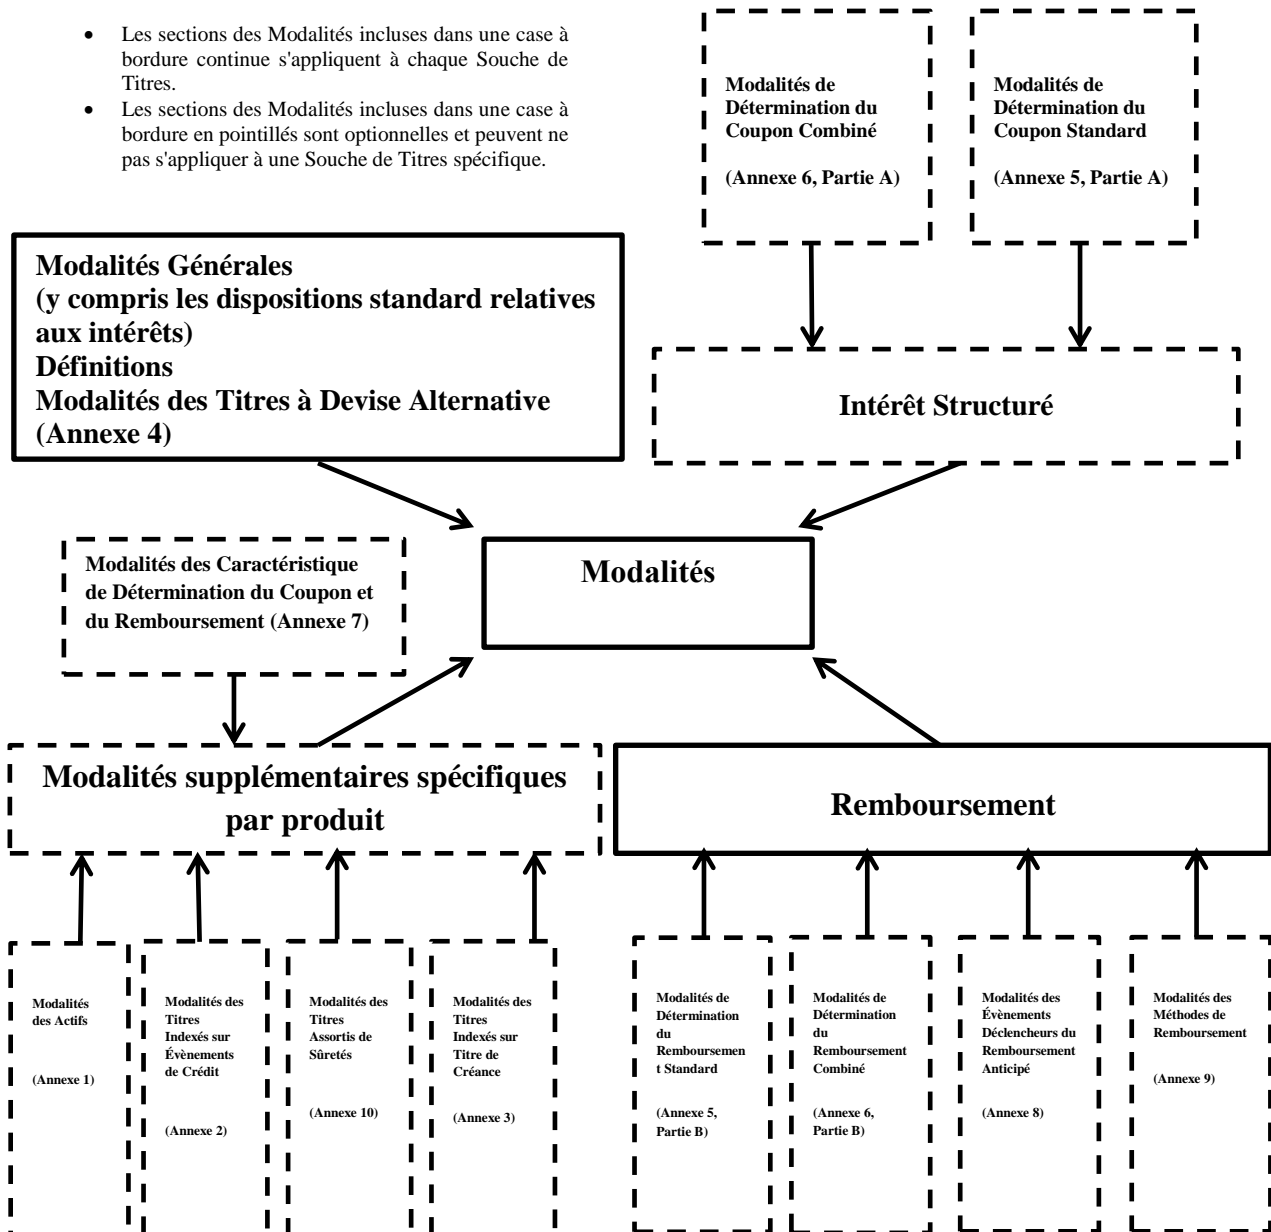 • Les sections des Modalités incluses dans une case à
bordure continue s'appliquent à chaque Souche de
Titres.
• Les sections des Modalités incluses dans une case à
bordure en pointillés sont optionnelles et peuvent ne
pas s'appliquer à une Souche de Titres spécifique.
Modalités de
Détermination du
Coupon Combiné
(Annexe 6, Partie A)
Modalités de
Détermination du
Coupon Standard
(Annexe 5, Partie A)
Modalités Générales
(y compris les dispositions standard relatives
aux intérêts)
Définitions
Modalités des Titres à Devise Alternative
(Annexe 4)
Intérêt Structuré
Modalités des Caractéristique
de Détermination du Coupon et
du Remboursement (Annexe 7)
Modalités
Modalités supplémentaires spécifiques
par produit
Remboursement
Modalités
des Actifs
(Annexe 1)
Modalités des
Titres
Indexés sur
Évènements
de Crédit
(Annexe 2)
Modalités des
Titres
Assortis de
Sûretés
(Annexe 10)
Modalités des
Titres
Indexés sur
Titre de
Créance
(Annexe 3)
Modalités de
Détermination
du
Remboursemen
t Standard
(Annexe 5,
Partie B)
Modalités de
Détermination
du
Remboursement
Combiné
(Annexe 6,
Partie B)
Modalités des
Évènements
Déclencheurs du
Remboursement
Anticipé
(Annexe 8)
Modalités des
Méthodes de
Remboursement
(Annexe 9)